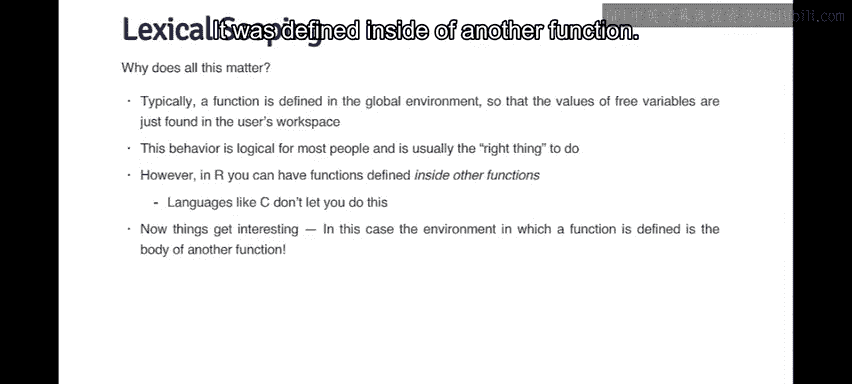 Lexical Scoping
It was defined inside of another function.
Why does all this matter?
· Typically, a function is defined in the global environment, so that the values of free variables are
just found in the user's workspace
· This behavior is logical for most people and is usually the "right thing" to do
· However, in R you can have functions defined inside other functions
- Languages like C don't let you do this
· Now things get interesting — In this case the environment in which a function is defined is the
body of another function!